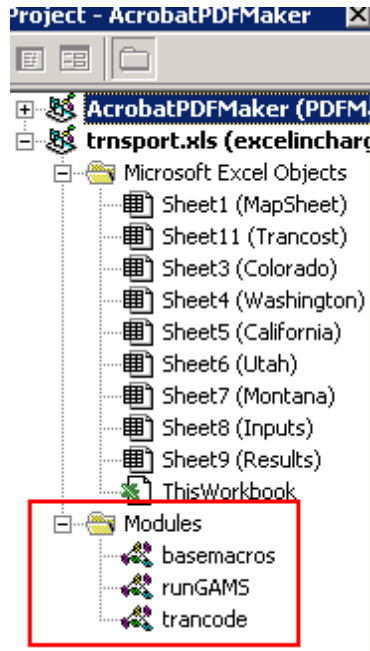 Project - AcrobatPDFMaker
AcrobatPDFMaker (PDFM
trnsport.xls (excelincharg
Microsoft Excel Objects
Sheet1 (MapSheet)
Sheet11 (Trancost)
Sheet3 (Colorado)
Sheet4 (Washington)
Sheet5 (California)
Sheet6 (Utah)
Sheet7 (Montana)
Sheet8 (Inputs)
Sheet9 (Results)
ThisWorkbook
Modules
basemacros
runGAMS
trancode